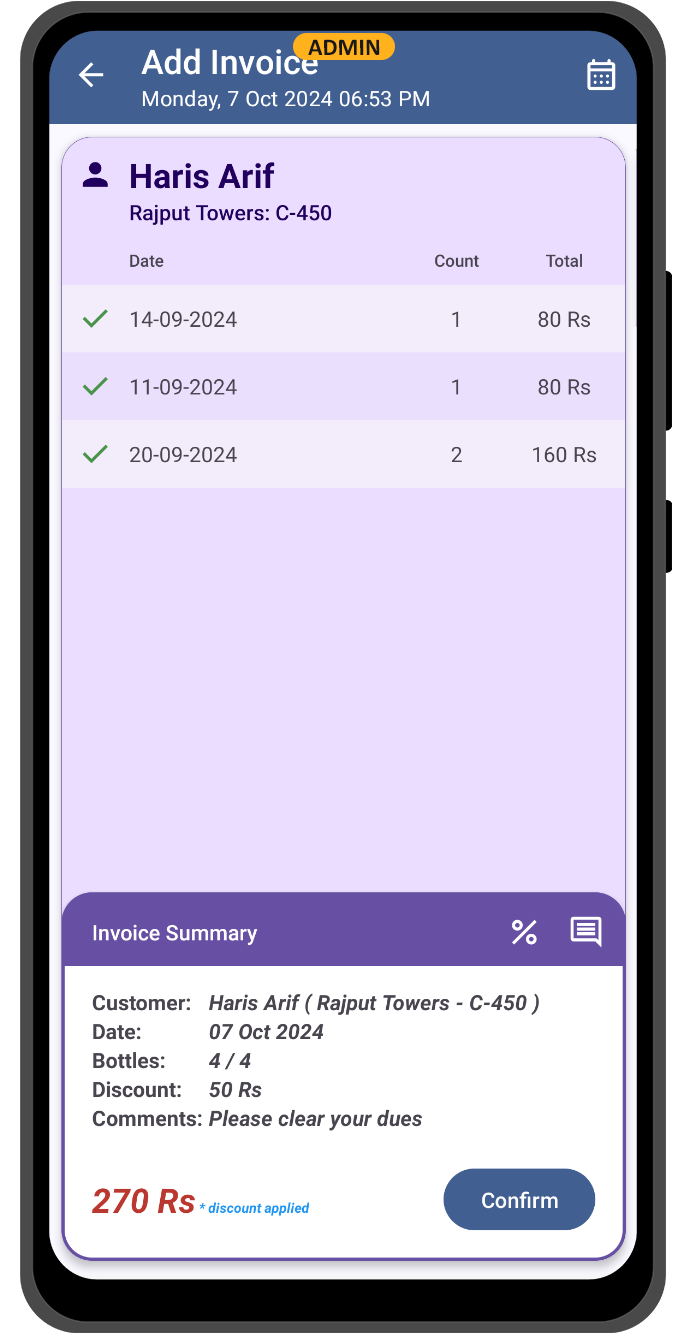 ADMIN
Add Invoice
Monday, 7 Oct 2024 06:53 PM
Haris Arif
Rajput Towers: C-450
Date Count Total
14-09-2024 1 80 Rs
11-09-2024 1 80 Rs
20-09-2024 2 160 Rs
Invoice Summary
Customer: Haris Arif ( Rajput Towers - C-450 )
Date: 07 Oct 2024
Bottles: 4 / 4
Discount: 50 Rs
Comments: Please clear your dues
270 Rs * discount applied
Confirm